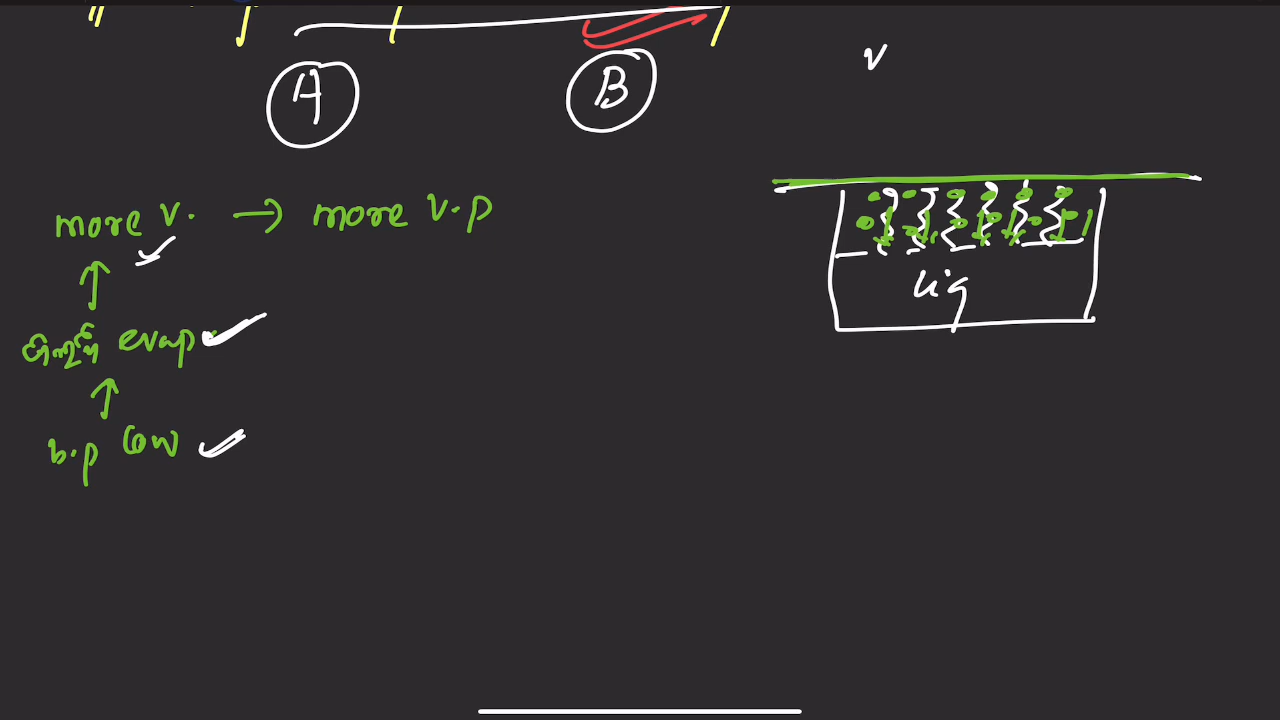 A
B
v
more v. → more v.p
evap
b.p low
liq